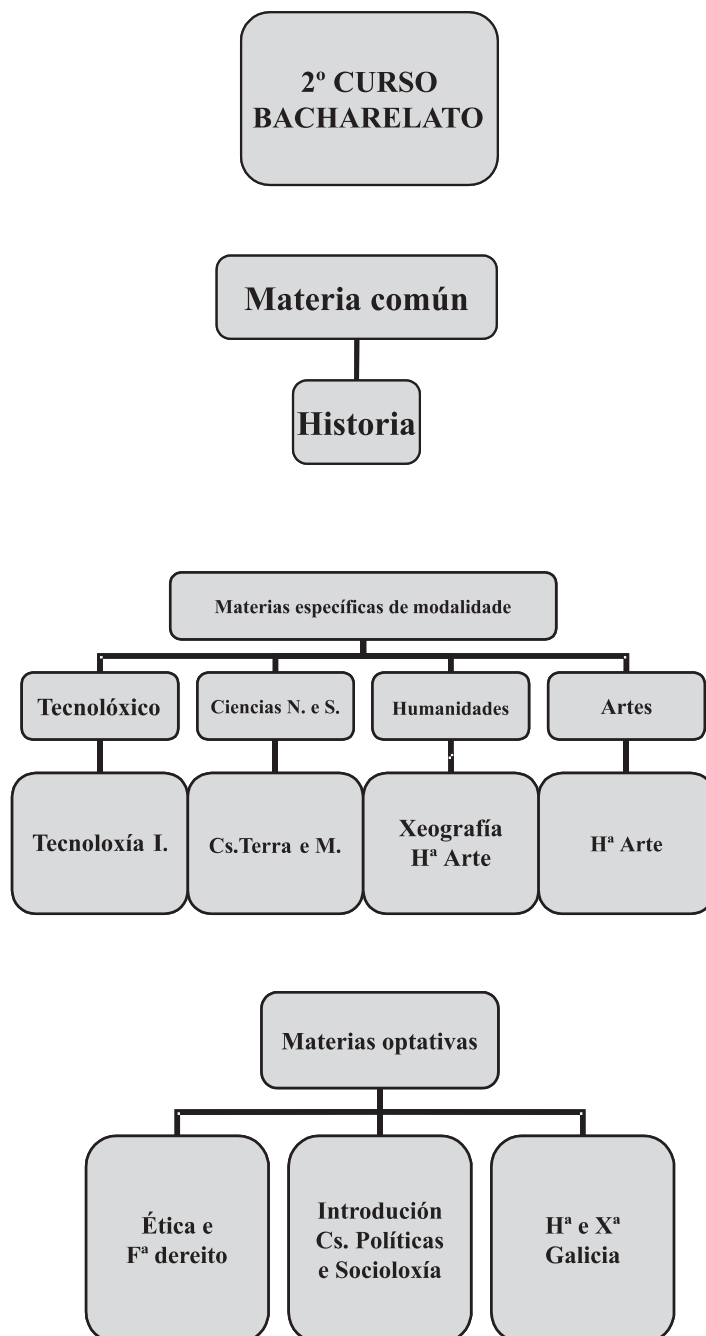 2º CURSO
BACHARELATO
Materia común
Historia
Materias específicas de modalidade
Tecnolóxico
Ciencias N. e S.
Humanidades
Artes
Tecnoloxía I.
Cs.Terra e M.
Xeografía
Hª Arte
Hª Arte
Materias optativas
Ética e
Fª dereito
Introdución
Cs. Políticas
e Socioloxía
Hª e Xª
Galicia